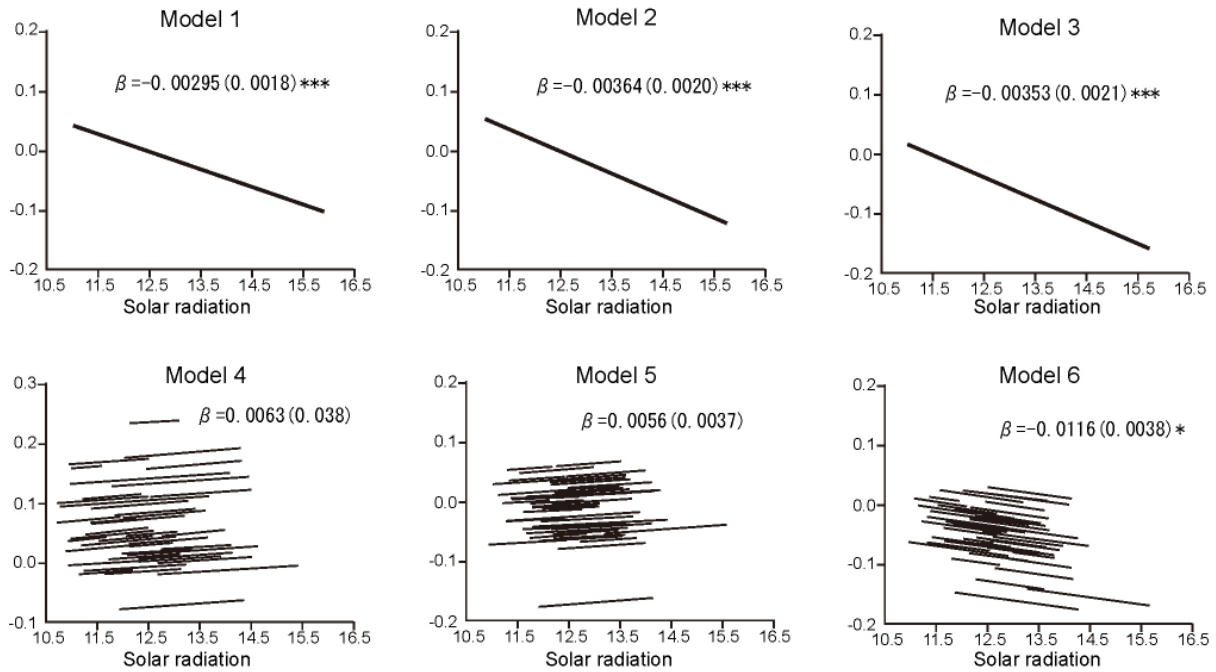 Model 1
0.2
0.1
0.0
-0.1
-0.2
β=-0.00295(0.0018)***
10.5 11.5 12.5 13.5 14.5 15.5 16.5
Solar radiation
Model 2
0.2
0.1
0.0
-0.1
-0.2
β=-0.00364(0.0020)***
10.5 11.5 12.5 13.5 14.5 15.5 16.5
Solar radiation
Model 3
0.2
0.1
0.0
-0.1
-0.2
β=-0.00353(0.0021)***
10.5 11.5 12.5 13.5 14.5 15.5 16.5
Solar radiation
Model 4
0.3
0.2
0.1
0.0
-0.1
β=0.0063(0.038)
10.5 11.5 12.5 13.5 14.5 15.5 16.5
Solar radiation
Model 5
0.2
0.1
0.0
-0.1
-0.2
β=0.0056(0.0037)
10.5 11.5 12.5 13.5 14.5 15.5 16.5
Solar radiation
Model 6
0.2
0.1
0.0
-0.1
-0.2
β=-0.0116(0.0038)*
10.5 11.5 12.5 13.5 14.5 15.5 16.5
Solar radiation